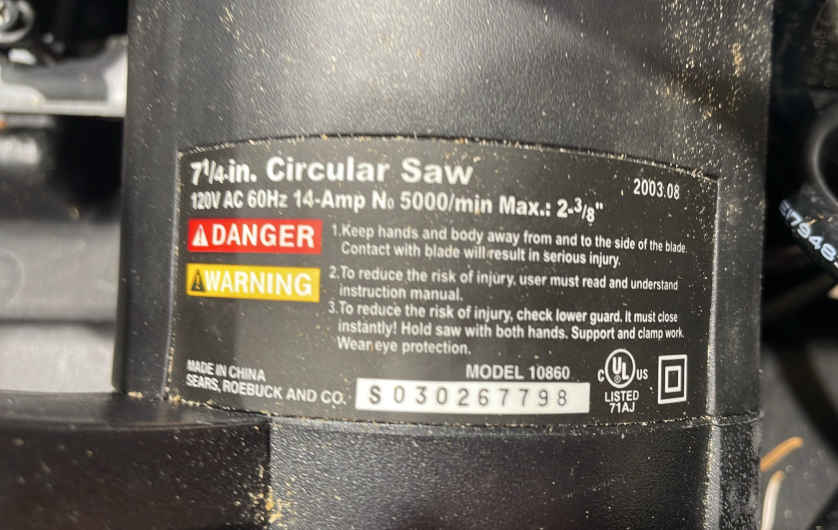 7 1/4-in. Circular Saw
2003.08
120V AC 60Hz 14-Amp No 5000/min Max.: 2-3/8"
DANGER
1.Keep hands and body away from and to the side of the blade.
Contact with blade will result in serious injury.
WARNING
2.To reduce the risk of injury, user must read and understand
instruction manual.
3.To reduce the risk of injury, check lower guard. It must close
instantly! Hold saw with both hands. Support and clamp work.
Wear eye protection.
MADE IN CHINA
SEARS, ROEBUCK AND CO.
MODEL 10860
S030267798
C UL US
LISTED
71AJ